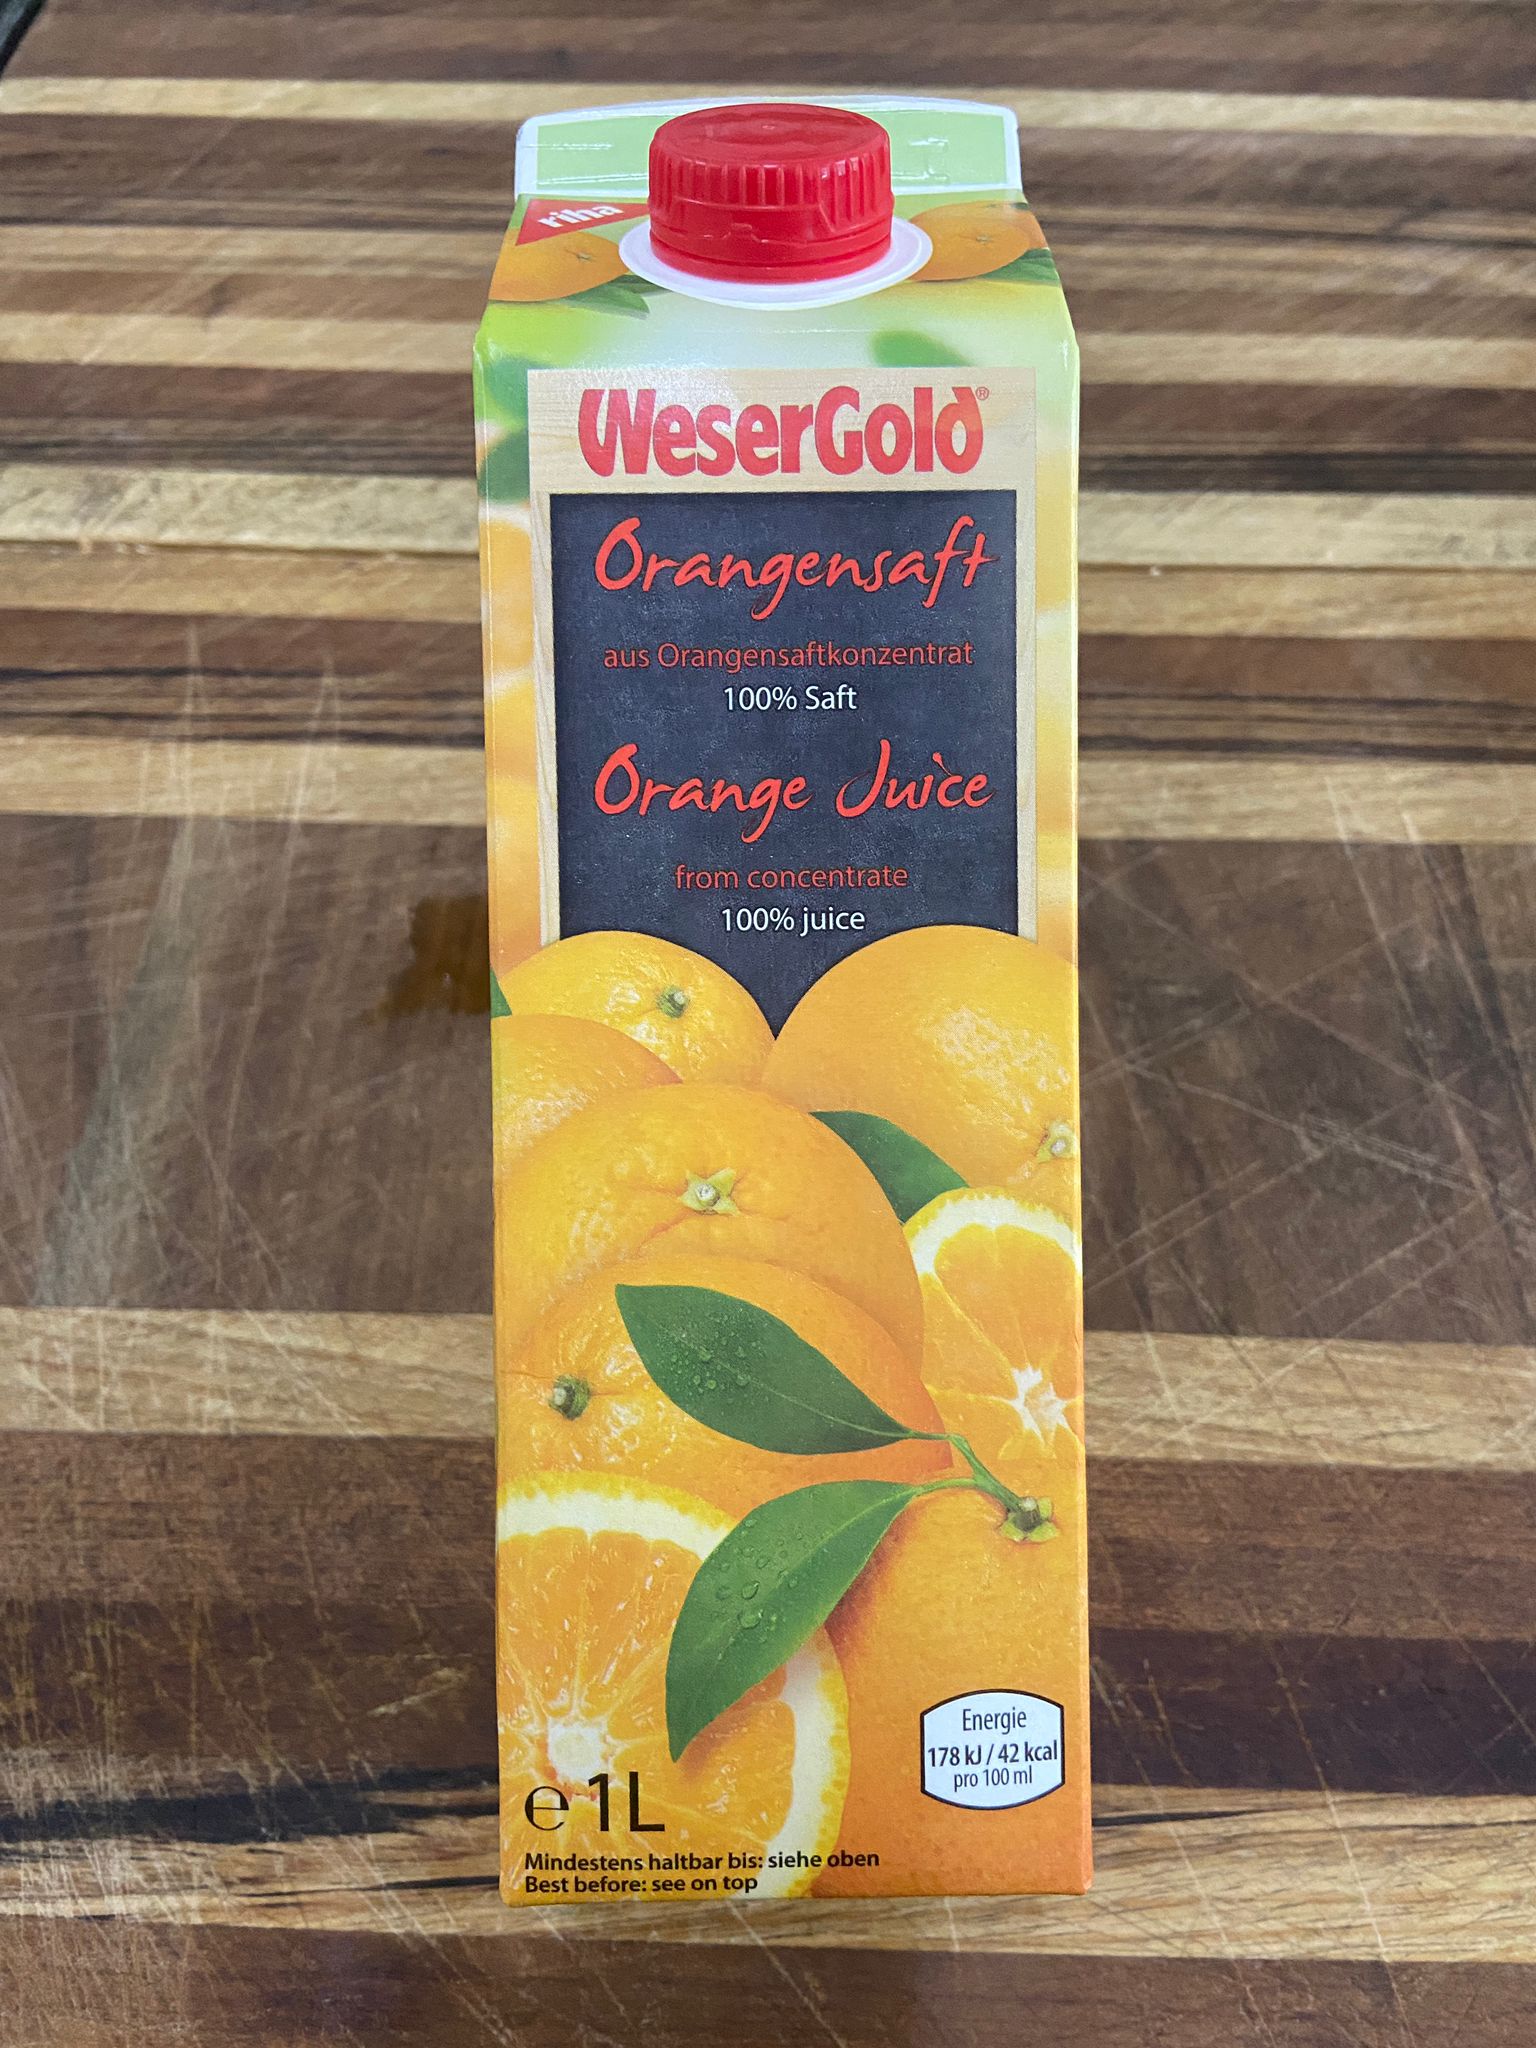 riha
WeserGold®
Orangensaft
aus Orangensaftkonzentrat
100% Saft
Orange Juice
from concentrate
100% juice
Energie
178 kJ / 42 kcal
pro 100 ml
℮ 1L
Mindestens haltbar bis: siehe oben
Best before: see on top